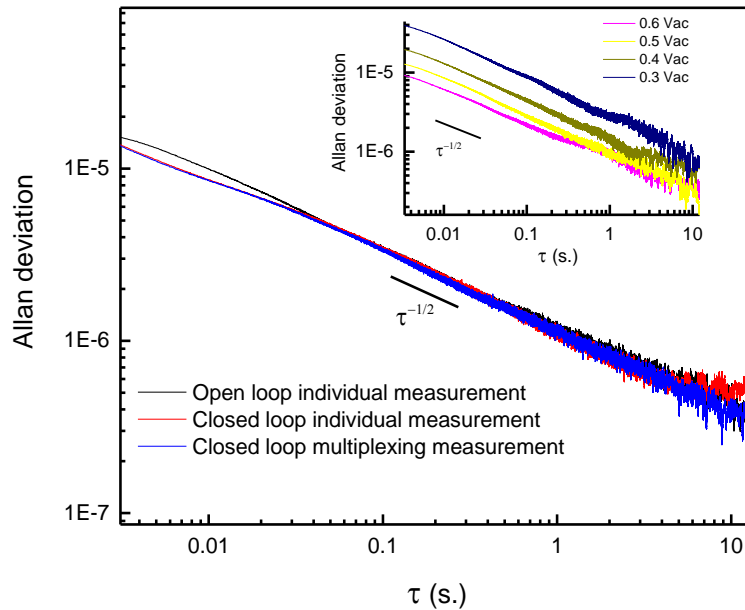 0.6 Vac
0.5 Vac
0.4 Vac
0.3 Vac
1E-5
1E-6
Allan deviation
τ^{-1/2}
0.01
0.1
1
10
τ (s.)
1E-5
1E-6
1E-7
Allan deviation
τ^{-1/2}
Open loop individual measurement
Closed loop individual measurement
Closed loop multiplexing measurement
0.01
0.1
1
10
τ (s.)